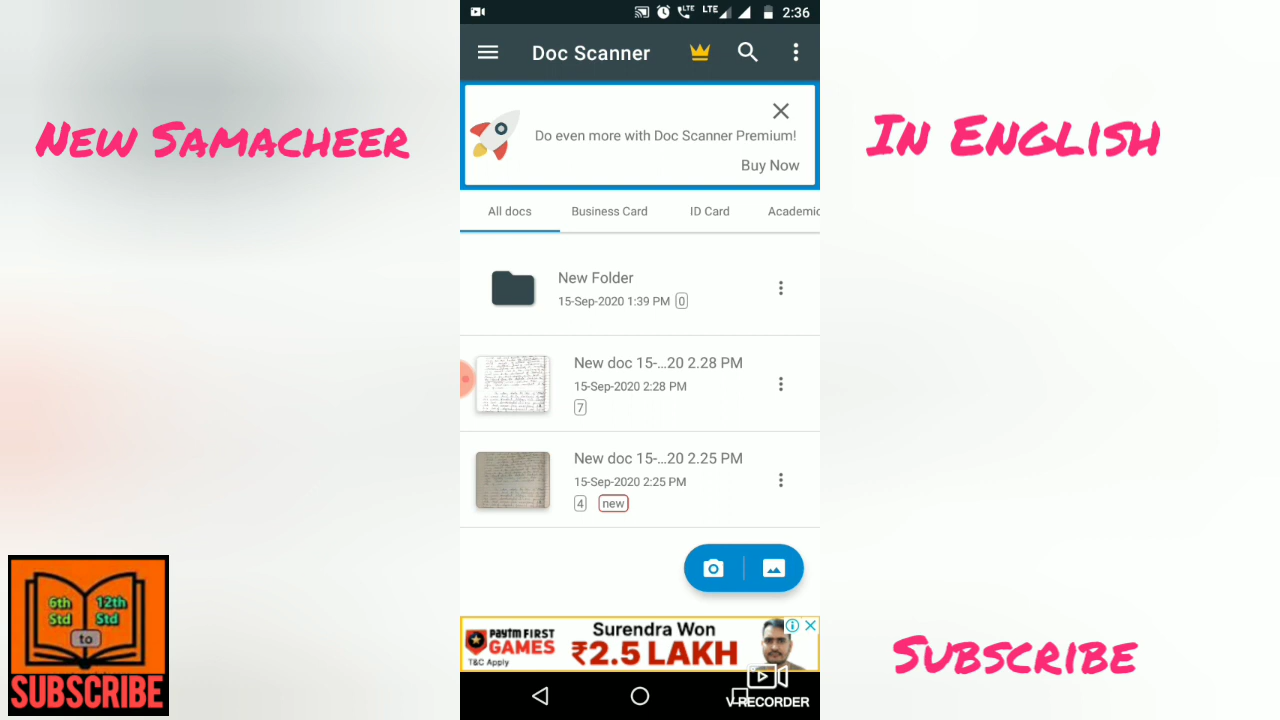 LTE LTE 2:36
Doc Scanner
Do even more with Doc Scanner Premium!
Buy Now
All docs Business Card ID Card Academic
New Folder
15-Sep-2020 1:39 PM 0
New doc 15-...20 2.28 PM
15-Sep-2020 2:28 PM
7
New doc 15-...20 2.25 PM
15-Sep-2020 2:25 PM
4 new
Paytm First
Games
T&C Apply
Surendra Won
₹2.5 LAKH
V RECORDER
New Samacheer
In English
6th Std to 12th Std
SUBSCRIBE
Subscribe